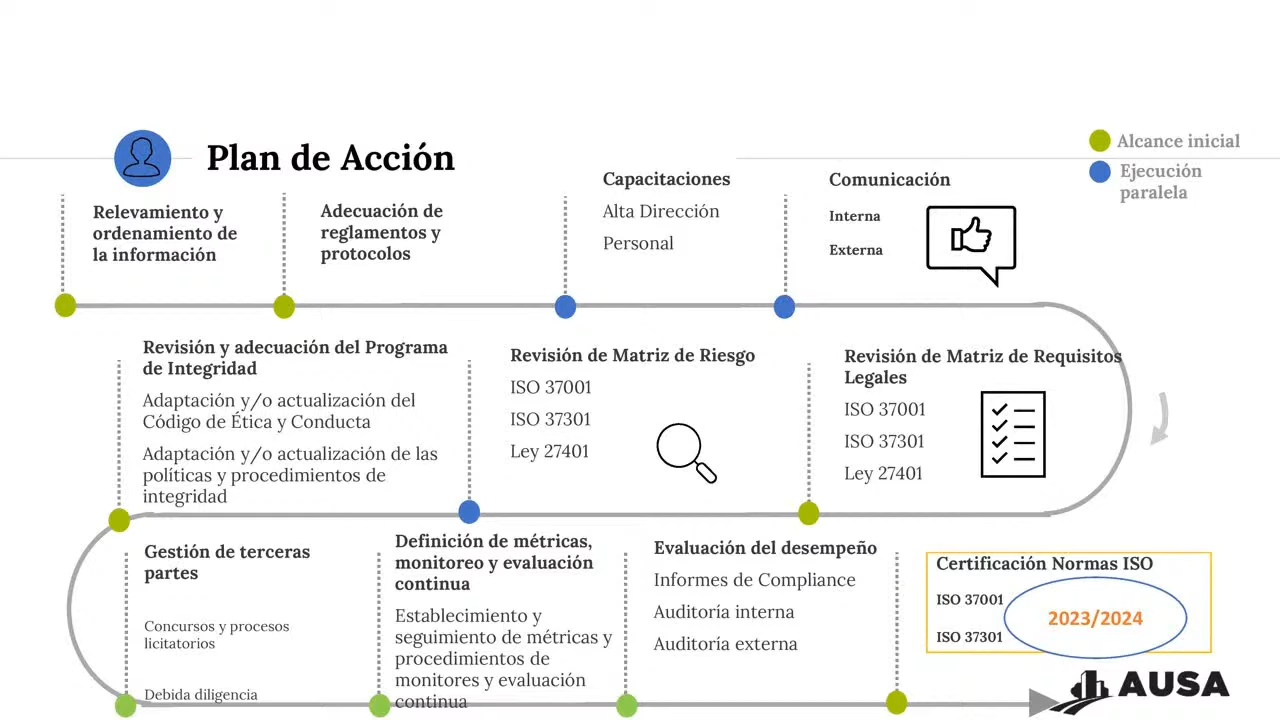 Plan de Acción
Alcance inicial
Ejecución
paralela
Relevamiento y
ordenamiento de
la información
Adecuación de
reglamentos y
protocolos
Capacitaciones
Alta Dirección
Personal
Comunicación
Interna
Externa
Revisión y adecuación del Programa
de Integridad
Adaptación y/o actualización del
Código de Ética y Conducta
Adaptación y/o actualización de las
políticas y procedimientos de
integridad
Revisión de Matriz de Riesgo
ISO 37001
ISO 37301
Ley 27401
Revisión de Matriz de Requisitos
Legales
ISO 37001
ISO 37301
Ley 27401
Gestión de terceras
partes
Concursos y procesos
licitatorios
Debida diligencia
Definición de métricas,
monitoreo y evaluación
continua
Establecimiento y
seguimiento de métricas y
procedimientos de
monitores y evaluación
continua
Evaluación del desempeño
Informes de Compliance
Auditoría interna
Auditoría externa
Certificación Normas ISO
ISO 37001
ISO 37301
2023/2024
AUSA